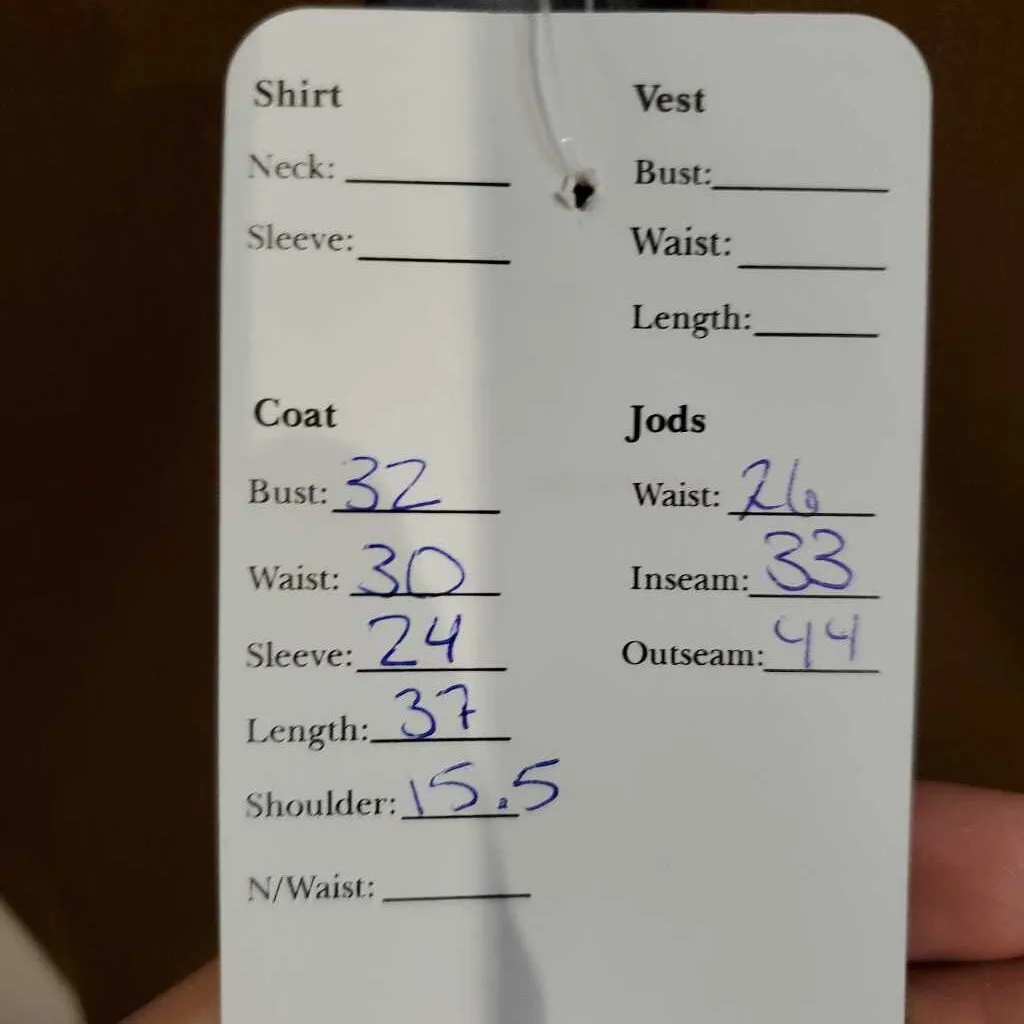 Shirt
Neck:
Sleeve:
Vest
Bust:
Waist:
Length:
Coat
Bust: 32
Waist: 30
Sleeve: 24
Length: 37
Shoulder: 15.5
N/Waist:
Jods
Waist: 26
Inseam: 33
Outseam: 44